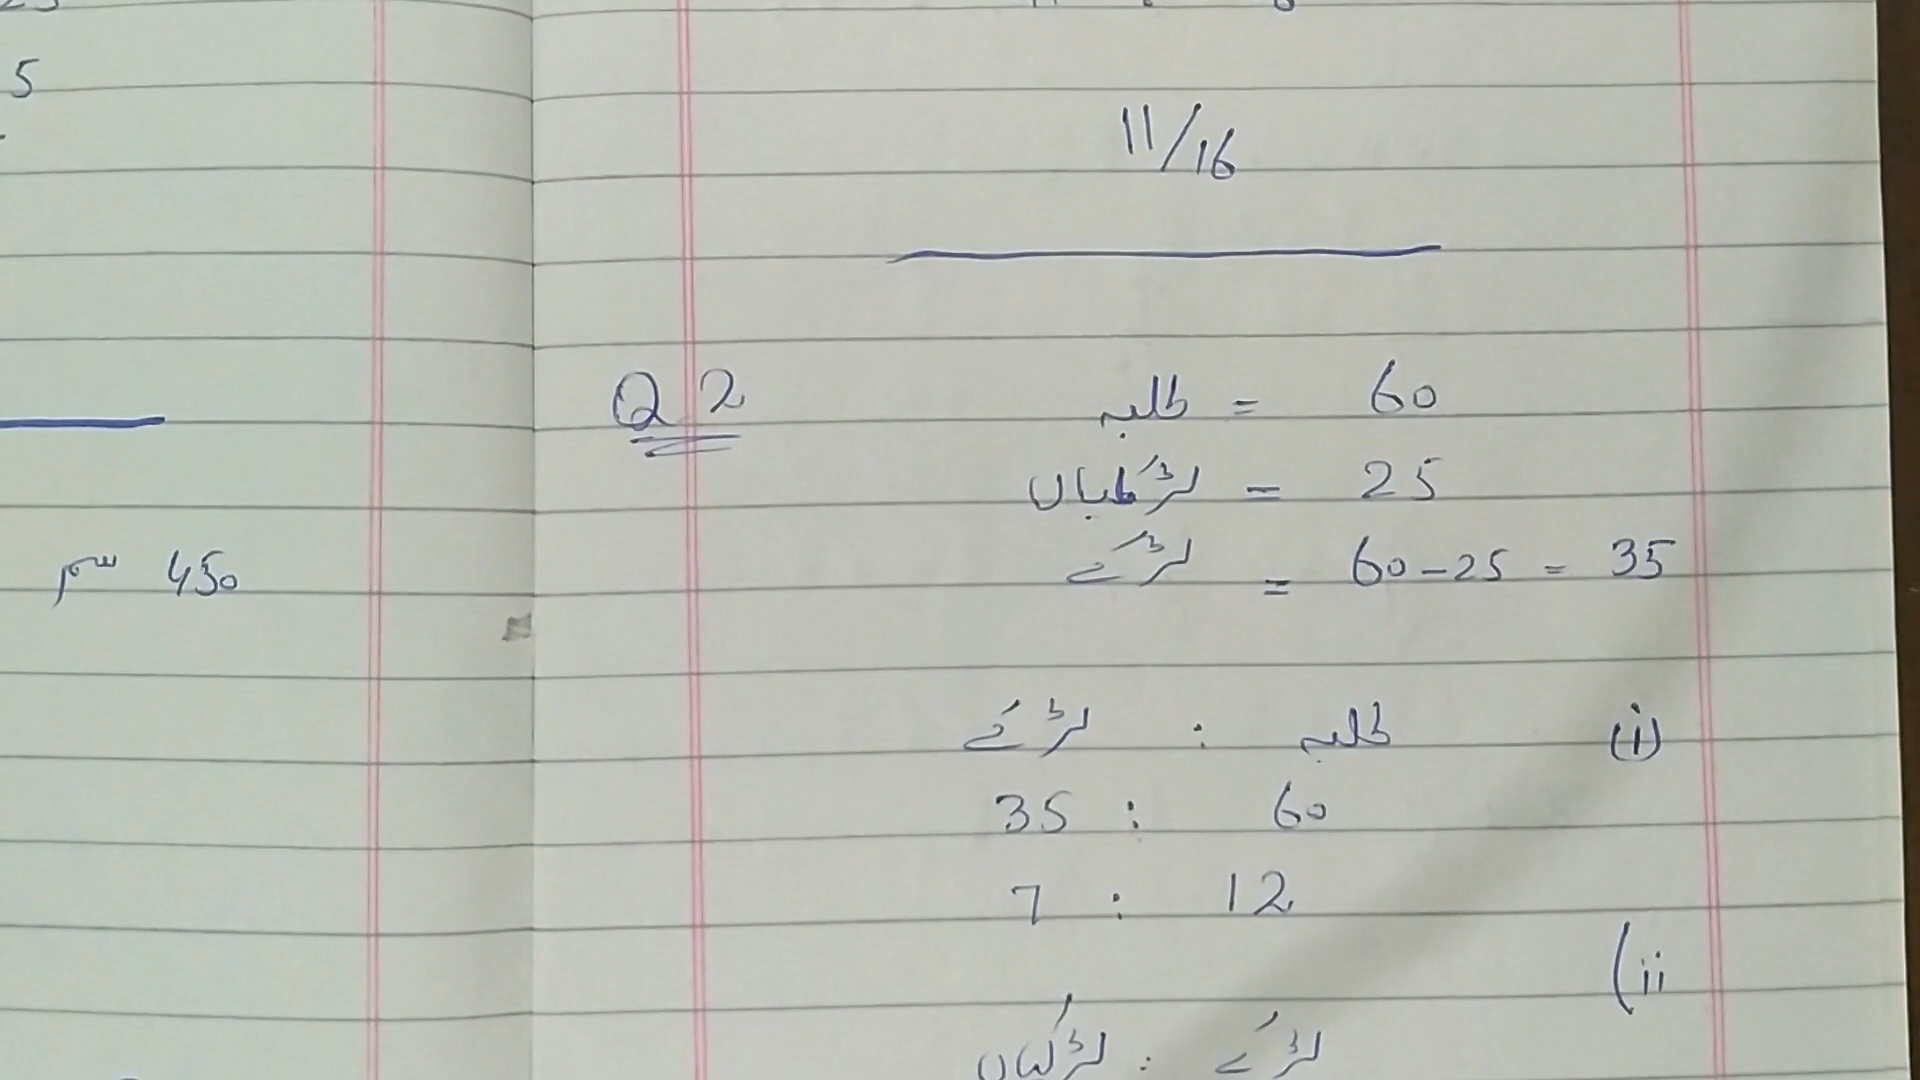 5
450 سم
11/16
Q 2
طلبہ = 60
لڑکیاں = 25
لڑکے = 60 - 25 = 35
(i) طلبہ : لڑکے
35 : 60
7 : 12
(ii
لڑکے : لڑکیاں